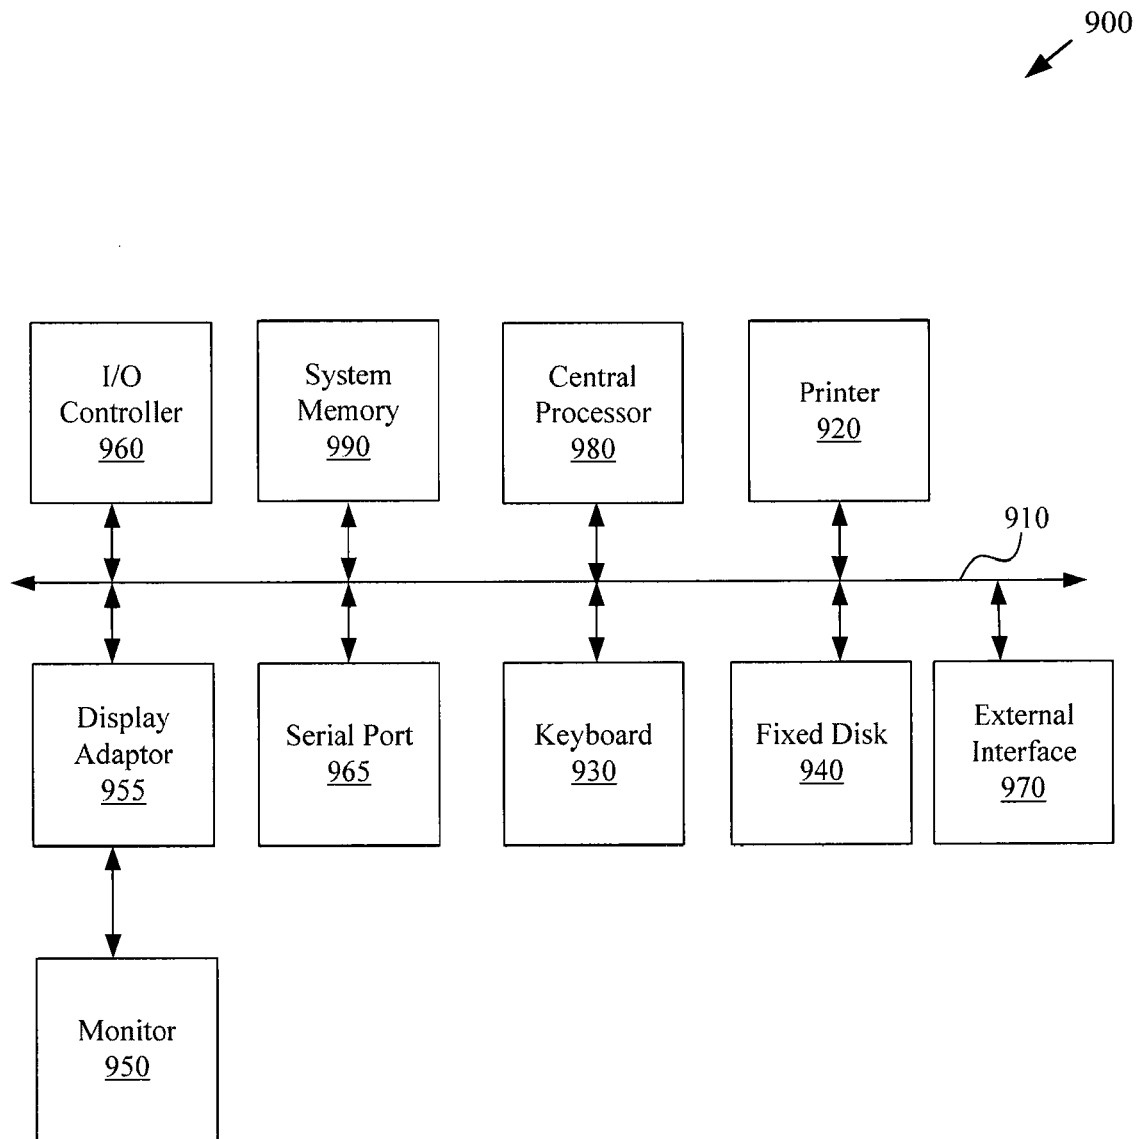 900
I/O
Controller
960
System
Memory
990
Central
Processor
980
Printer
920
910
Display
Adaptor
955
Serial Port
965
Keyboard
930
Fixed Disk
940
External
Interface
970
Monitor
950